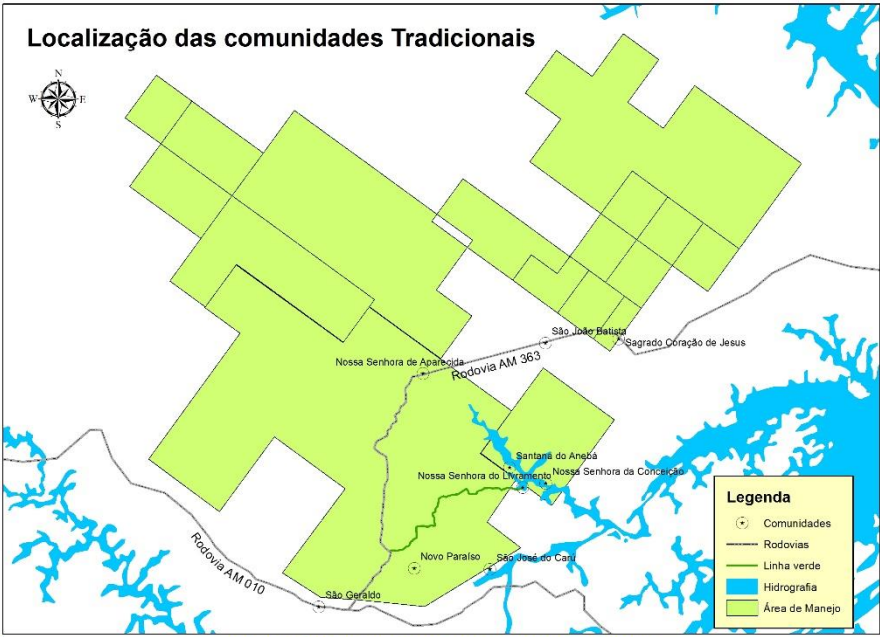 Localização das comunidades Tradicionais
N
W E
S
São João Batista
Sagrado Coração de Jesus
Nossa Senhora de Aparecida
Rodovia AM 363
Santana do Anebá
Nossa Senhora do Livramento
Nossa Senhora da Conceição
Novo Paraíso
São José do Carú
Rodovia AM 010
São Geraldo
Legenda
Comunidades
Rodovias
Linha verde
Hidrografia
Área de Manejo